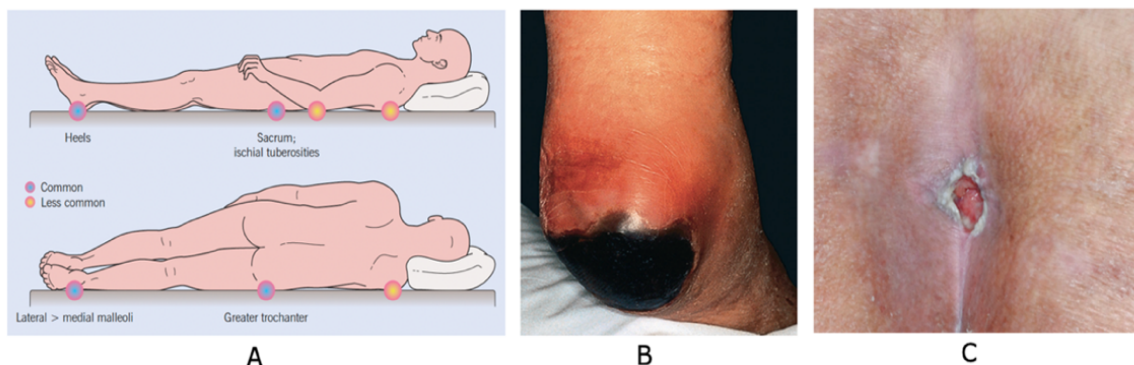 Heels
Sacrum;
ischial tuberosities
Common
Less common
Lateral > medial malleoli
Greater trochanter
A
B
C